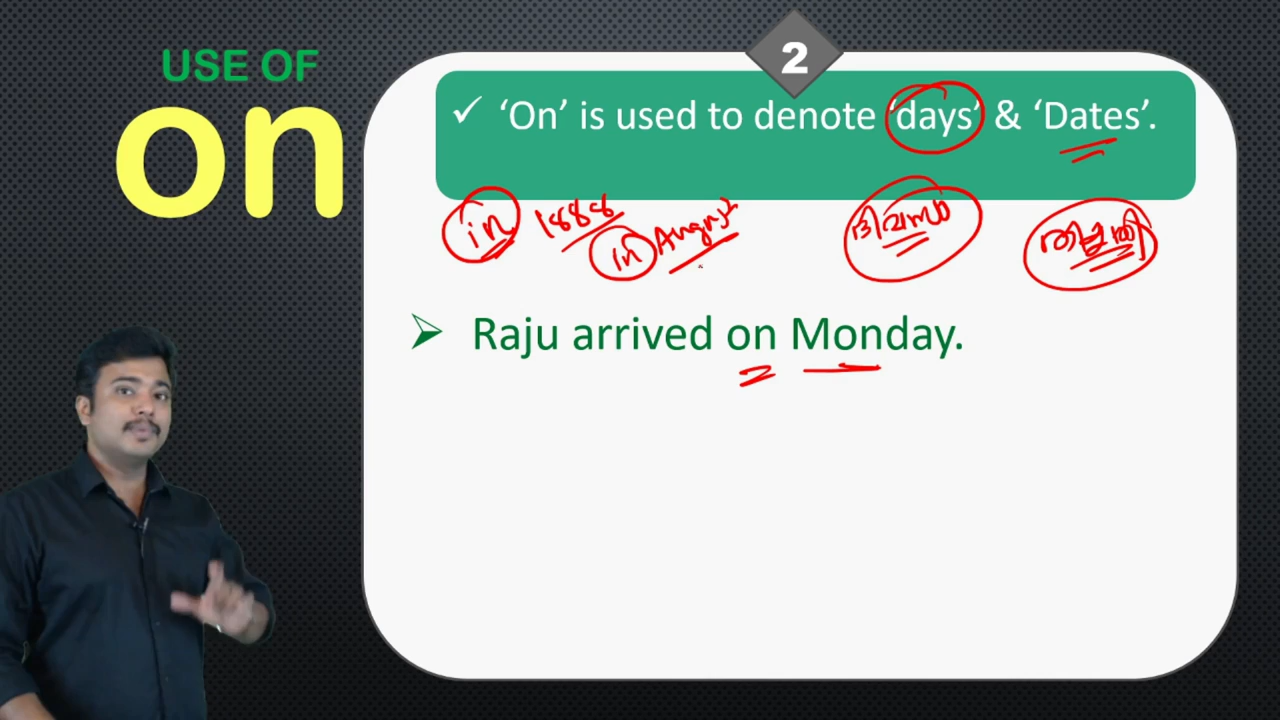 USE OF
on
2
✓ ‘On’ is used to denote ‘days’ & ‘Dates’.
in 1888 in August ദിവസം തിയതി
➢ Raju arrived on Monday.